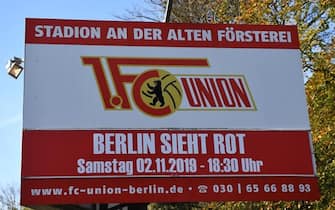 STADION AN DER ALTEN FÖRSTEREI
1.FC UNION
BERLIN SIEHT ROT
Samstag 02.11.2019 - 18:30 Uhr
www.fc-union-berlin.de • ☎ 030 | 65 66 88 93